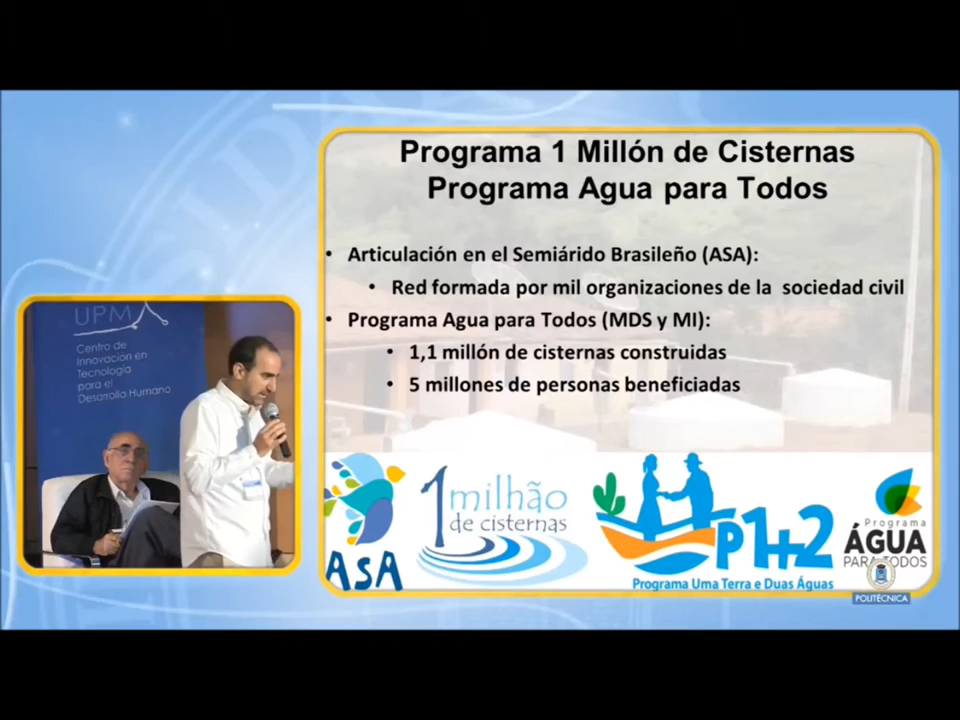 Programa 1 Millón de Cisternas
Programa Agua para Todos
• Articulación en el Semiárido Brasileño (ASA):
• Red formada por mil organizaciones de la sociedad civil
• Programa Agua para Todos (MDS y MI):
• 1,1 millón de cisternas construidas
• 5 millones de personas beneficiadas
UPM
Centro de
Innovación en
Tecnología
para el
Desarrollo Humano
ASA
1 milhão
de cisternas
P1+2
Programa Uma Terra e Duas Águas
Programa
ÁGUA
PARA TODOS
POLITÉCNICA